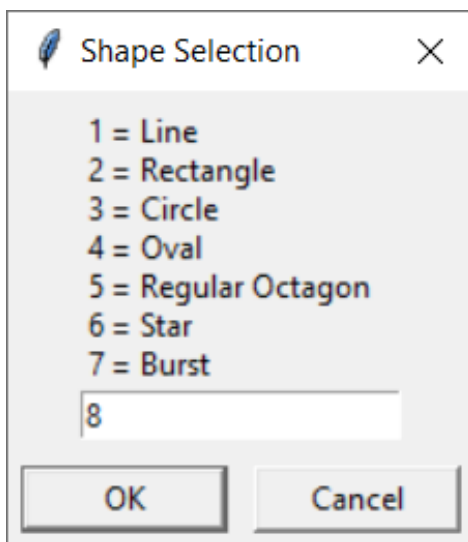 Shape Selection
1 = Line
2 = Rectangle
3 = Circle
4 = Oval
5 = Regular Octagon
6 = Star
7 = Burst
8
OK Cancel